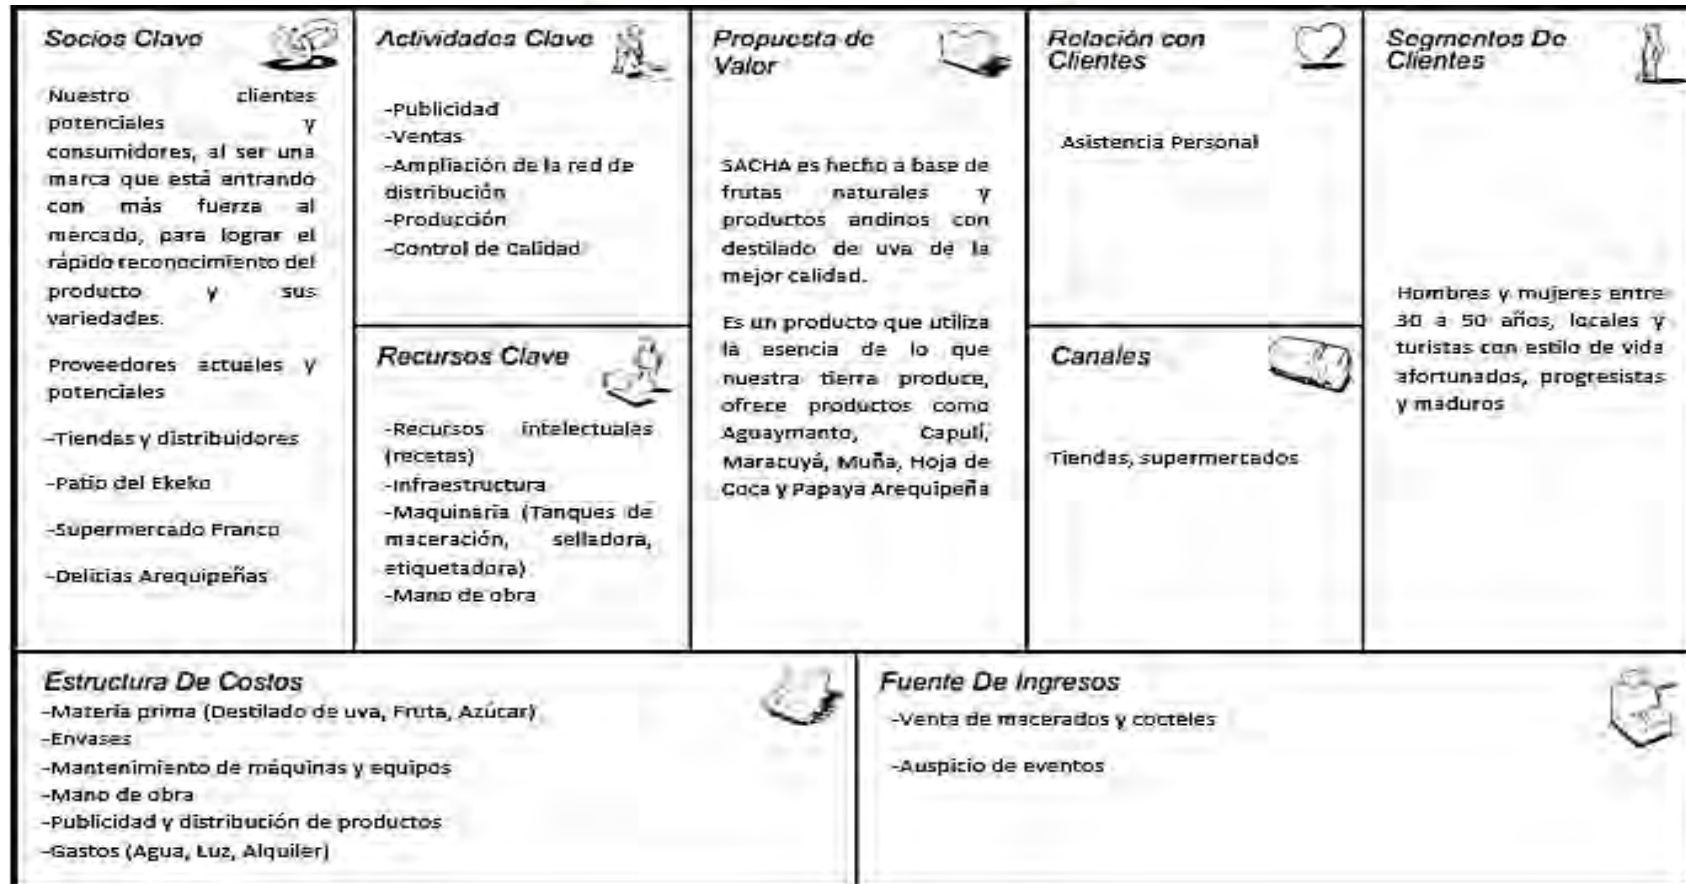 Socios Clave
Nuestro clientes
potenciales y
consumidores, al ser una
marca que está entrando
con más fuerza al
mercado, para lograr el
rápido reconocimiento del
producto y sus
variedades.
Proveedores actuales y
potenciales
-Tiendas y distribuidores
-Patio del Ekeko
-Supermercado Franco
-Delicias Arequipeñas
Actividades Clave
-Publicidad
-Ventas
-Ampliación de la red de
distribución
-Producción
-Control de Calidad
Recursos Clave
-Recursos intelectuales
(recetas)
-Infraestructura
-Maquinaria (Tanques de
maceración, selladora,
etiquetadora)
-Mano de obra
Propuesta de
Valor
SACHA es hecho a base de
frutas naturales y
productos andinos con
destilado de uva de la
mejor calidad.
Es un producto que utiliza
la esencia de lo que
nuestra tierra produce,
ofrece productos como
Aguaymanto, Capulí,
Maracuyá, Muña, Hoja de
Coca y Papaya Arequipeña
Relación con
Clientes
Asistencia Personal
Canales
Tiendas, supermercados
Segmentos De
Clientes
Hombres y mujeres entre
30 a 50 años, locales y
turistas con estilo de vida
afortunados, progresistas
y maduros
Estructura De Costos
-Materia prima (Destilado de uva, Fruta, Azúcar)
-Envases
-Mantenimiento de máquinas y equipos
-Mano de obra
-Publicidad y distribución de productos
-Gastos (Agua, Luz, Alquiler)
Fuente De Ingresos
-Venta de macerados y cocteles
-Auspicio de eventos